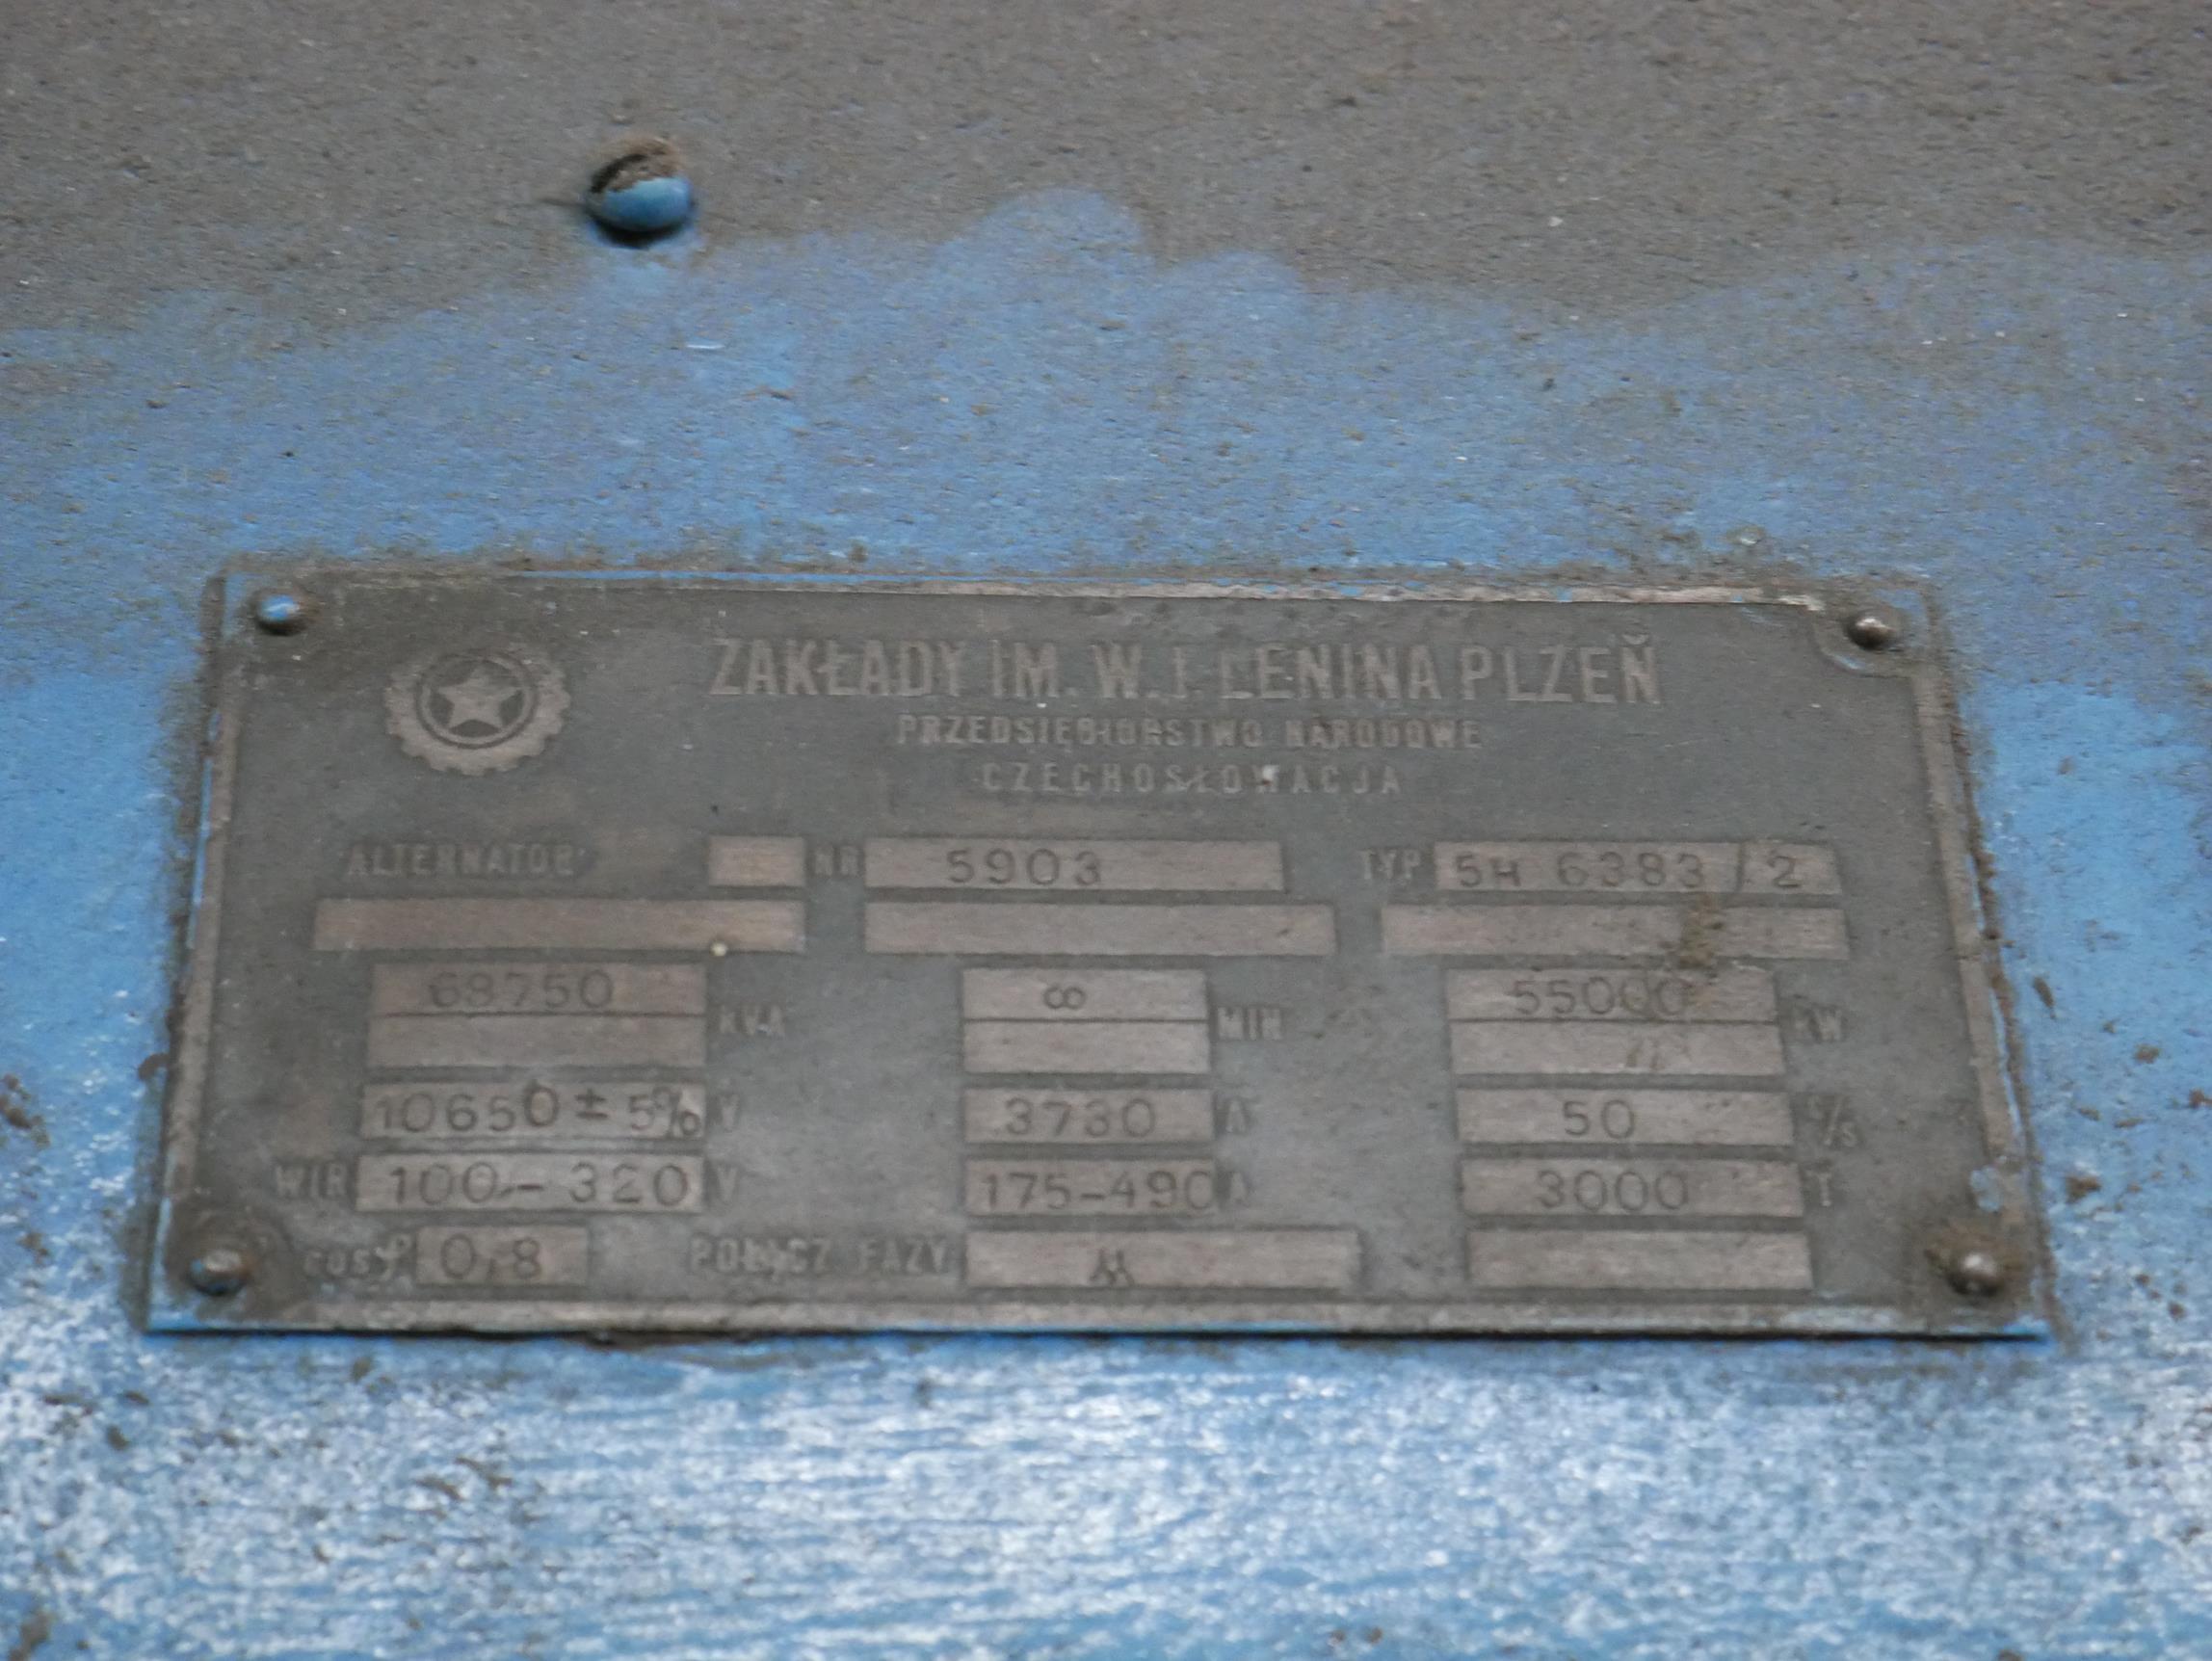 ZAKŁADY IM. W. I. LENINA PLZEŇ
PRZEDSIĘBIORSTWO NARODOWE
CZECHOSŁOWACJA
ALTERNATOR NR 5903 TYP 5H 6383/2
68750 KVA ∞ MIN 55000 KW
10650 ± 5% V 3730 A 50 C/S
WIR 100-320 V 175-490 A 3000 T
COSφ 0,8 POŁĄCZ FAZY